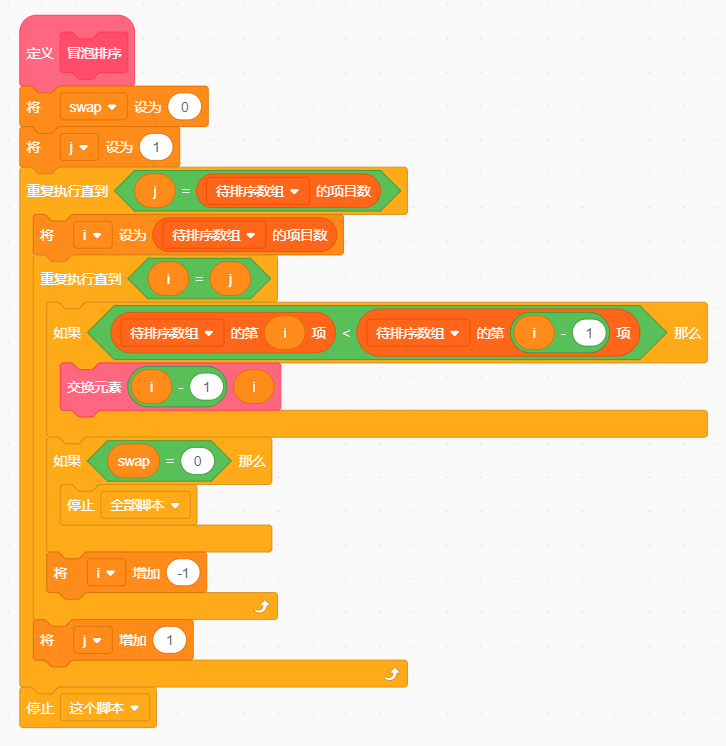 定义 冒泡排序
将 swap 设为 0
将 j 设为 1
重复执行直到 j = 待排序数组 的项目数
将 i 设为 待排序数组 的项目数
重复执行直到 i = j
如果 待排序数组 的第 i 项 < 待排序数组 的第 i - 1 项 那么
交换元素 i - 1 i
如果 swap = 0 那么
停止 全部脚本
将 i 增加 -1
将 j 增加 1
停止 这个脚本